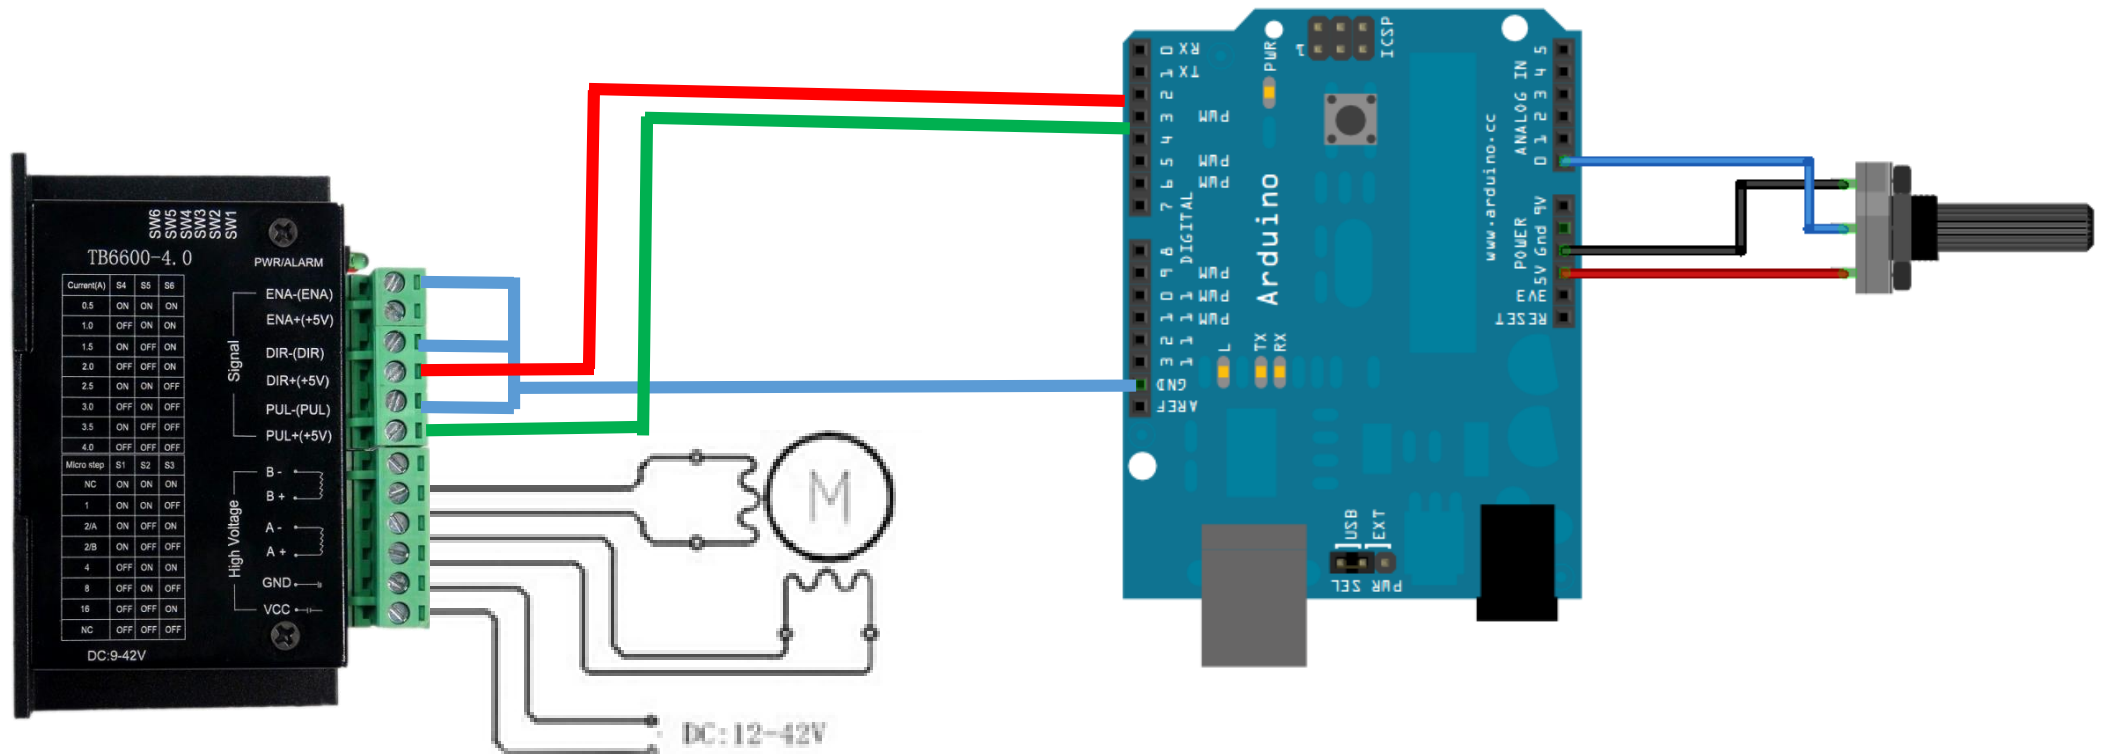 SW6
SW5
SW4
SW3
SW2
SW1
TB6600-4.0
PWR/ALARM
Current(A) S4 S5 S6
0.5 ON ON ON
1.0 OFF ON ON
1.5 ON OFF ON
2.0 OFF OFF ON
2.5 ON ON OFF
3.0 OFF ON OFF
3.5 ON OFF OFF
4.0 OFF OFF OFF
Micro step S1 S2 S3
NC ON ON ON
1 ON ON OFF
2/A ON OFF ON
2/B ON OFF OFF
4 OFF ON ON
8 OFF ON OFF
16 OFF OFF ON
NC OFF OFF OFF
DC:9-42V
Signal
ENA-(ENA)
ENA+(+5V)
DIR-(DIR)
DIR+(+5V)
PUL-(PUL)
PUL+(+5V)
High Voltage
B -
B +
A -
A +
GND
VCC
M
DC:12-42V
0 RX
1 TX
2
3 PWM
4
5 PWM
6 PWM
7
DIGITAL
8
9 PWM
10 PWM
11 PWM
12
13
GND
AREF
PWR
1
ICSP
Arduino
L
TX
RX
www.arduino.cc
ANALOG IN
5
4
3
2
1
0
POWER
9V
Gnd
5V
3V3
RESET
USB
EXT
PWR SEL